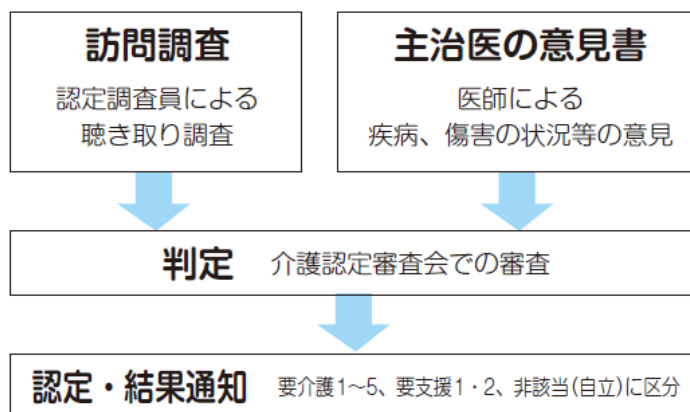 訪問調査
認定調査員による
聴き取り調査
主治医の意見書
医師による
疾病、傷害の状況等の意見
判定 介護認定審査会での審査
認定・結果通知 要介護1～5、要支援1・2、非該当(自立)に区分